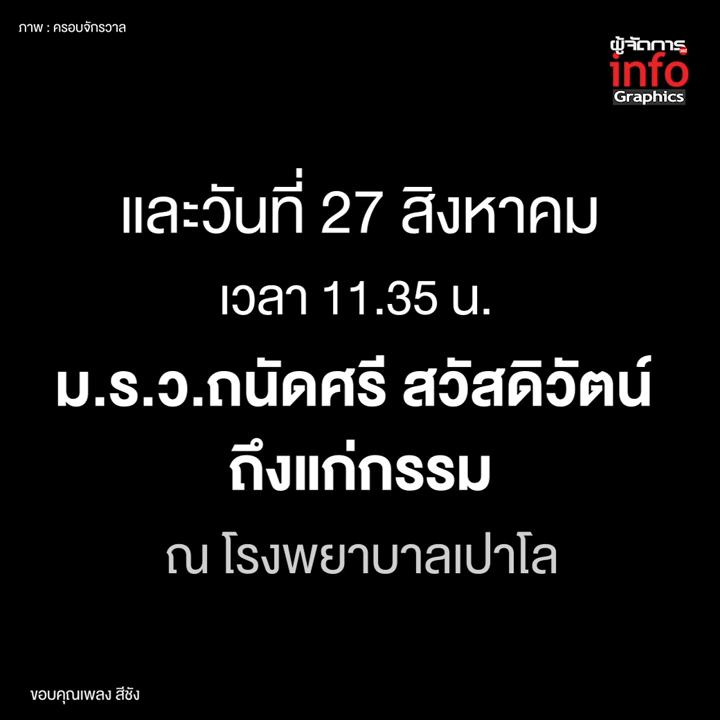 ภาพ : ครอบจักรวาล
ผู้จัดการ
info
Graphics
และวันที่ 27 สิงหาคม
เวลา 11.35 น.
ม.ร.ว.ถนัดศรี สวัสดิวัตน์
ถึงแก่กรรม
ณ โรงพยาบาลเปาโล
ขอบคุณเพลง สีชัง